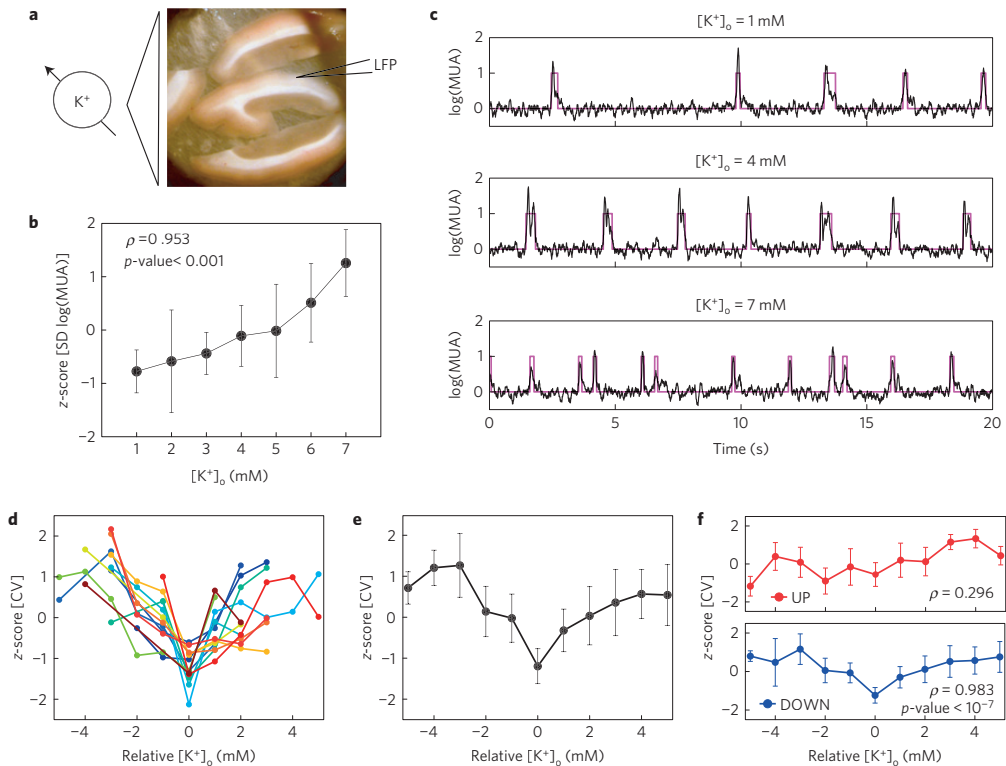 a
K⁺
LFP
b
ρ =0 .953
p-value< 0.001
z-score [SD log(MUA)]
2
1
0
−1
−2
1 2 3 4 5 6 7
[K⁺]ₒ (mM)
c
[K⁺]ₒ = 1 mM
log(MUA)
2
1
0
[K⁺]ₒ = 4 mM
log(MUA)
2
1
0
[K⁺]ₒ = 7 mM
log(MUA)
2
1
0
0 5 10 15 20
Time (s)
d
z-score [CV]
2
1
0
−1
−2
−4 −2 0 2 4
Relative [K⁺]ₒ (mM)
e
z-score [CV]
2
1
0
−1
−2
−4 −2 0 2 4
Relative [K⁺]ₒ (mM)
f
z-score [CV]
2
0
−2
UP
ρ = 0.296
2
0
−2
DOWN
ρ = 0.983
p-value < 10⁻⁷
−4 −2 0 2 4
Relative [K⁺]ₒ (mM)